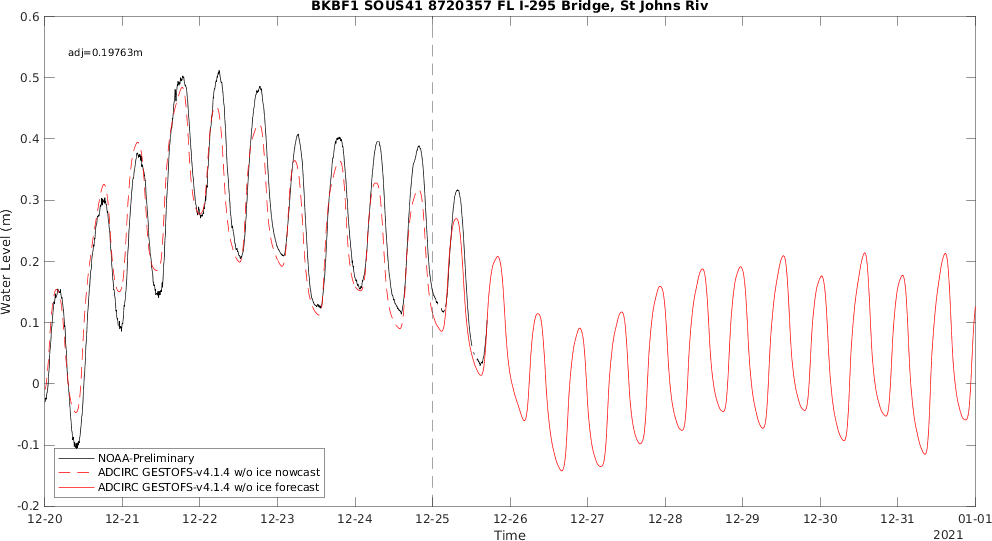 BKBF1 SOUS41 8720357 FL I-295 Bridge, St Johns Riv
adj=0.19763m
0.6
0.5
0.4
0.3
0.2
0.1
0
-0.1
-0.2
Water Level (m)
NOAA-Preliminary
ADCIRC GESTOFS-v4.1.4 w/o ice nowcast
ADCIRC GESTOFS-v4.1.4 w/o ice forecast
12-20 12-21 12-22 12-23 12-24 12-25 12-26 12-27 12-28 12-29 12-30 12-31 01-01
Time
2021